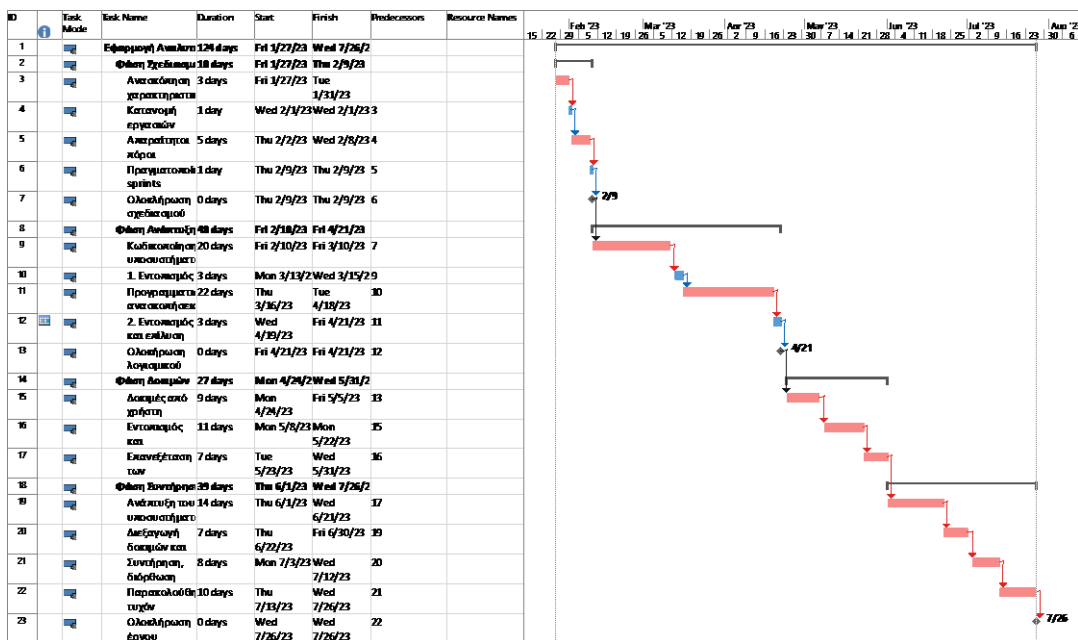 ID Task Mode Task Name Duration Start Finish Predecessors Resource Names
Feb '23 Mar '23 Apr '23 May '23 Jun '23 Jul '23 Aug '23
15 22 29 5 12 19 26 5 12 19 26 2 9 16 23 30 7 14 21 28 4 11 18 25 2 9 16 23 30 6
1 Εφαρμογή 124 days Fri 1/27/23 Wed 7/26/2
2 Φάση Σχεδιασμο Fri 1/27/23 Thu 2/9/23
3 Ανασκόπηση 3 days Fri 1/27/23 Tue
χαρακτηριστι 1/31/23
4 Κατανομή 1 day Wed 2/1/23 Wed 2/1/23 3
εργασιών
5 Απαραίτητοι 5 days Thu 2/2/23 Wed 2/8/23 4
πόροι
6 Πραγματοποί 1 day Thu 2/9/23 Thu 2/9/23 5
sprints
7 Ολοκλήρωση 0 days Thu 2/9/23 Thu 2/9/23 6
σχεδιασμού
2/9
8 Φάση Ανάπτυξη 48 days Fri 2/10/23 Fri 4/21/23
9 Κωδικοποίηση 20 days Fri 2/10/23 Fri 3/10/23 7
υποσυστήματ
10 1. Εντοπισμός 3 days Mon 3/13/2 Wed 3/15/2 9
11 Προγραμματι 22 days Thu Tue 10
ανασκοπήσεις 3/16/23 4/18/23
12 2. Εντοπισμός 3 days Wed Fri 4/21/23 11
και επίλυση 4/19/23
13 Ολοκήρωση 0 days Fri 4/21/23 Fri 4/21/23 12
λογισμικού
4/21
14 Φάση Δοκιμών 27 days Mon 4/24/2 Wed 5/31/2
15 Δοκιμές από 9 days Mon Fri 5/5/23 13
χρήστη 4/24/23
16 Εντοπισμός 11 days Mon 5/8/23 Mon 15
και 5/22/23
17 Επανεξέταση 7 days Tue Wed 16
των 5/23/23 5/31/23
18 Φάση Συντήρησ 39 days Thu 6/1/23 Wed 7/26/2
19 Ανάπτυξη του 14 days Thu 6/1/23 Wed 17
υποσυστήματ 6/21/23
20 Διεξαγωγή 7 days Thu Fri 6/30/23 19
δοκιμών και 6/22/23
21 Συντήρηση, 8 days Mon 7/3/23 Wed 20
διόρθωση 7/12/23
22 Παρακολούθη 10 days Thu Wed 21
τυχόν 7/13/23 7/26/23
23 Ολοκλήρωση 0 days Wed Wed 22
έργου 7/26/23 7/26/23
7/26